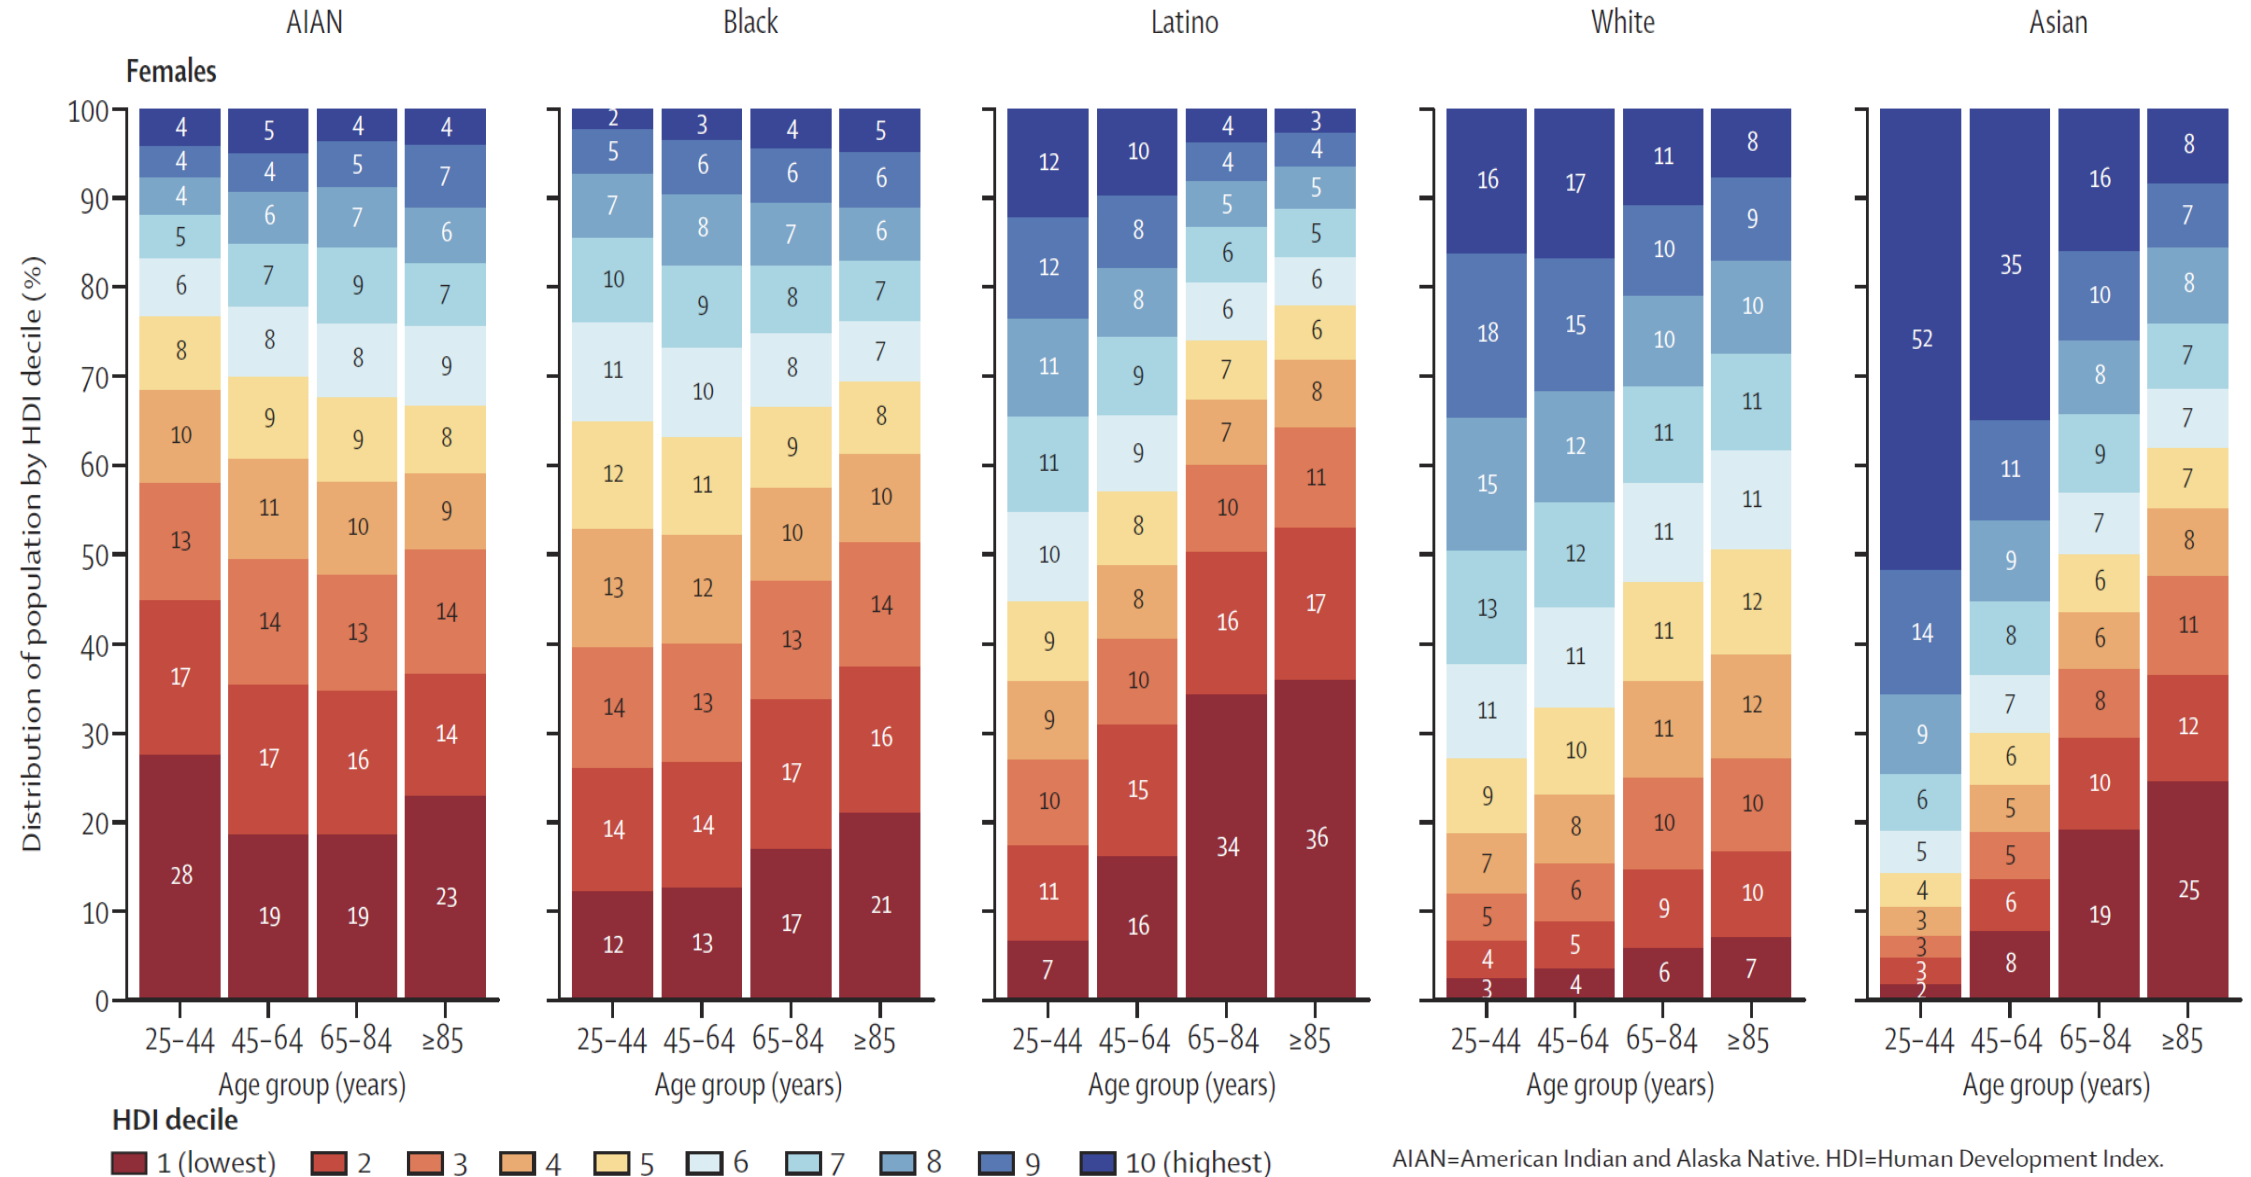 AIAN Black Latino White Asian
Females
Distribution of population by HDI decile (%)
100
90
80
70
60
50
40
30
20
10
0
4 4 4 5 6 8 10 13 17 28
5 4 6 7 8 9 11 14 17 19
4 5 7 9 8 9 10 13 16 19
4 7 6 7 9 8 9 14 14 23
2 5 7 10 11 12 13 14 14 12
3 6 8 9 10 11 12 13 14 13
4 6 7 8 8 9 10 13 17 17
5 6 6 7 7 8 10 14 16 21
12 12 11 11 10 9 9 10 11 7
10 8 8 9 9 8 8 10 15 16
4 4 5 6 6 7 7 10 16 34
3 4 5 5 6 6 8 11 17 36
16 18 15 13 11 9 7 5 4 3
17 15 12 12 11 10 8 6 5 4
11 10 10 11 11 11 11 10 9 6
8 9 10 11 11 12 12 10 10 7
52 14 9 6 5 4 3 3 3 2
35 11 9 8 7 6 5 5 6 8
16 10 8 9 7 6 6 8 10 19
8 7 8 7 7 7 8 11 12 25
25–44 45–64 65–84 ≥85 25–44 45–64 65–84 ≥85 25–44 45–64 65–84 ≥85 25–44 45–64 65–84 ≥85 25–44 45–64 65–84 ≥85
Age group (years) Age group (years) Age group (years) Age group (years) Age group (years)
HDI decile
1 (lowest) 2 3 4 5 6 7 8 9 10 (highest)
AIAN=American Indian and Alaska Native. HDI=Human Development Index.